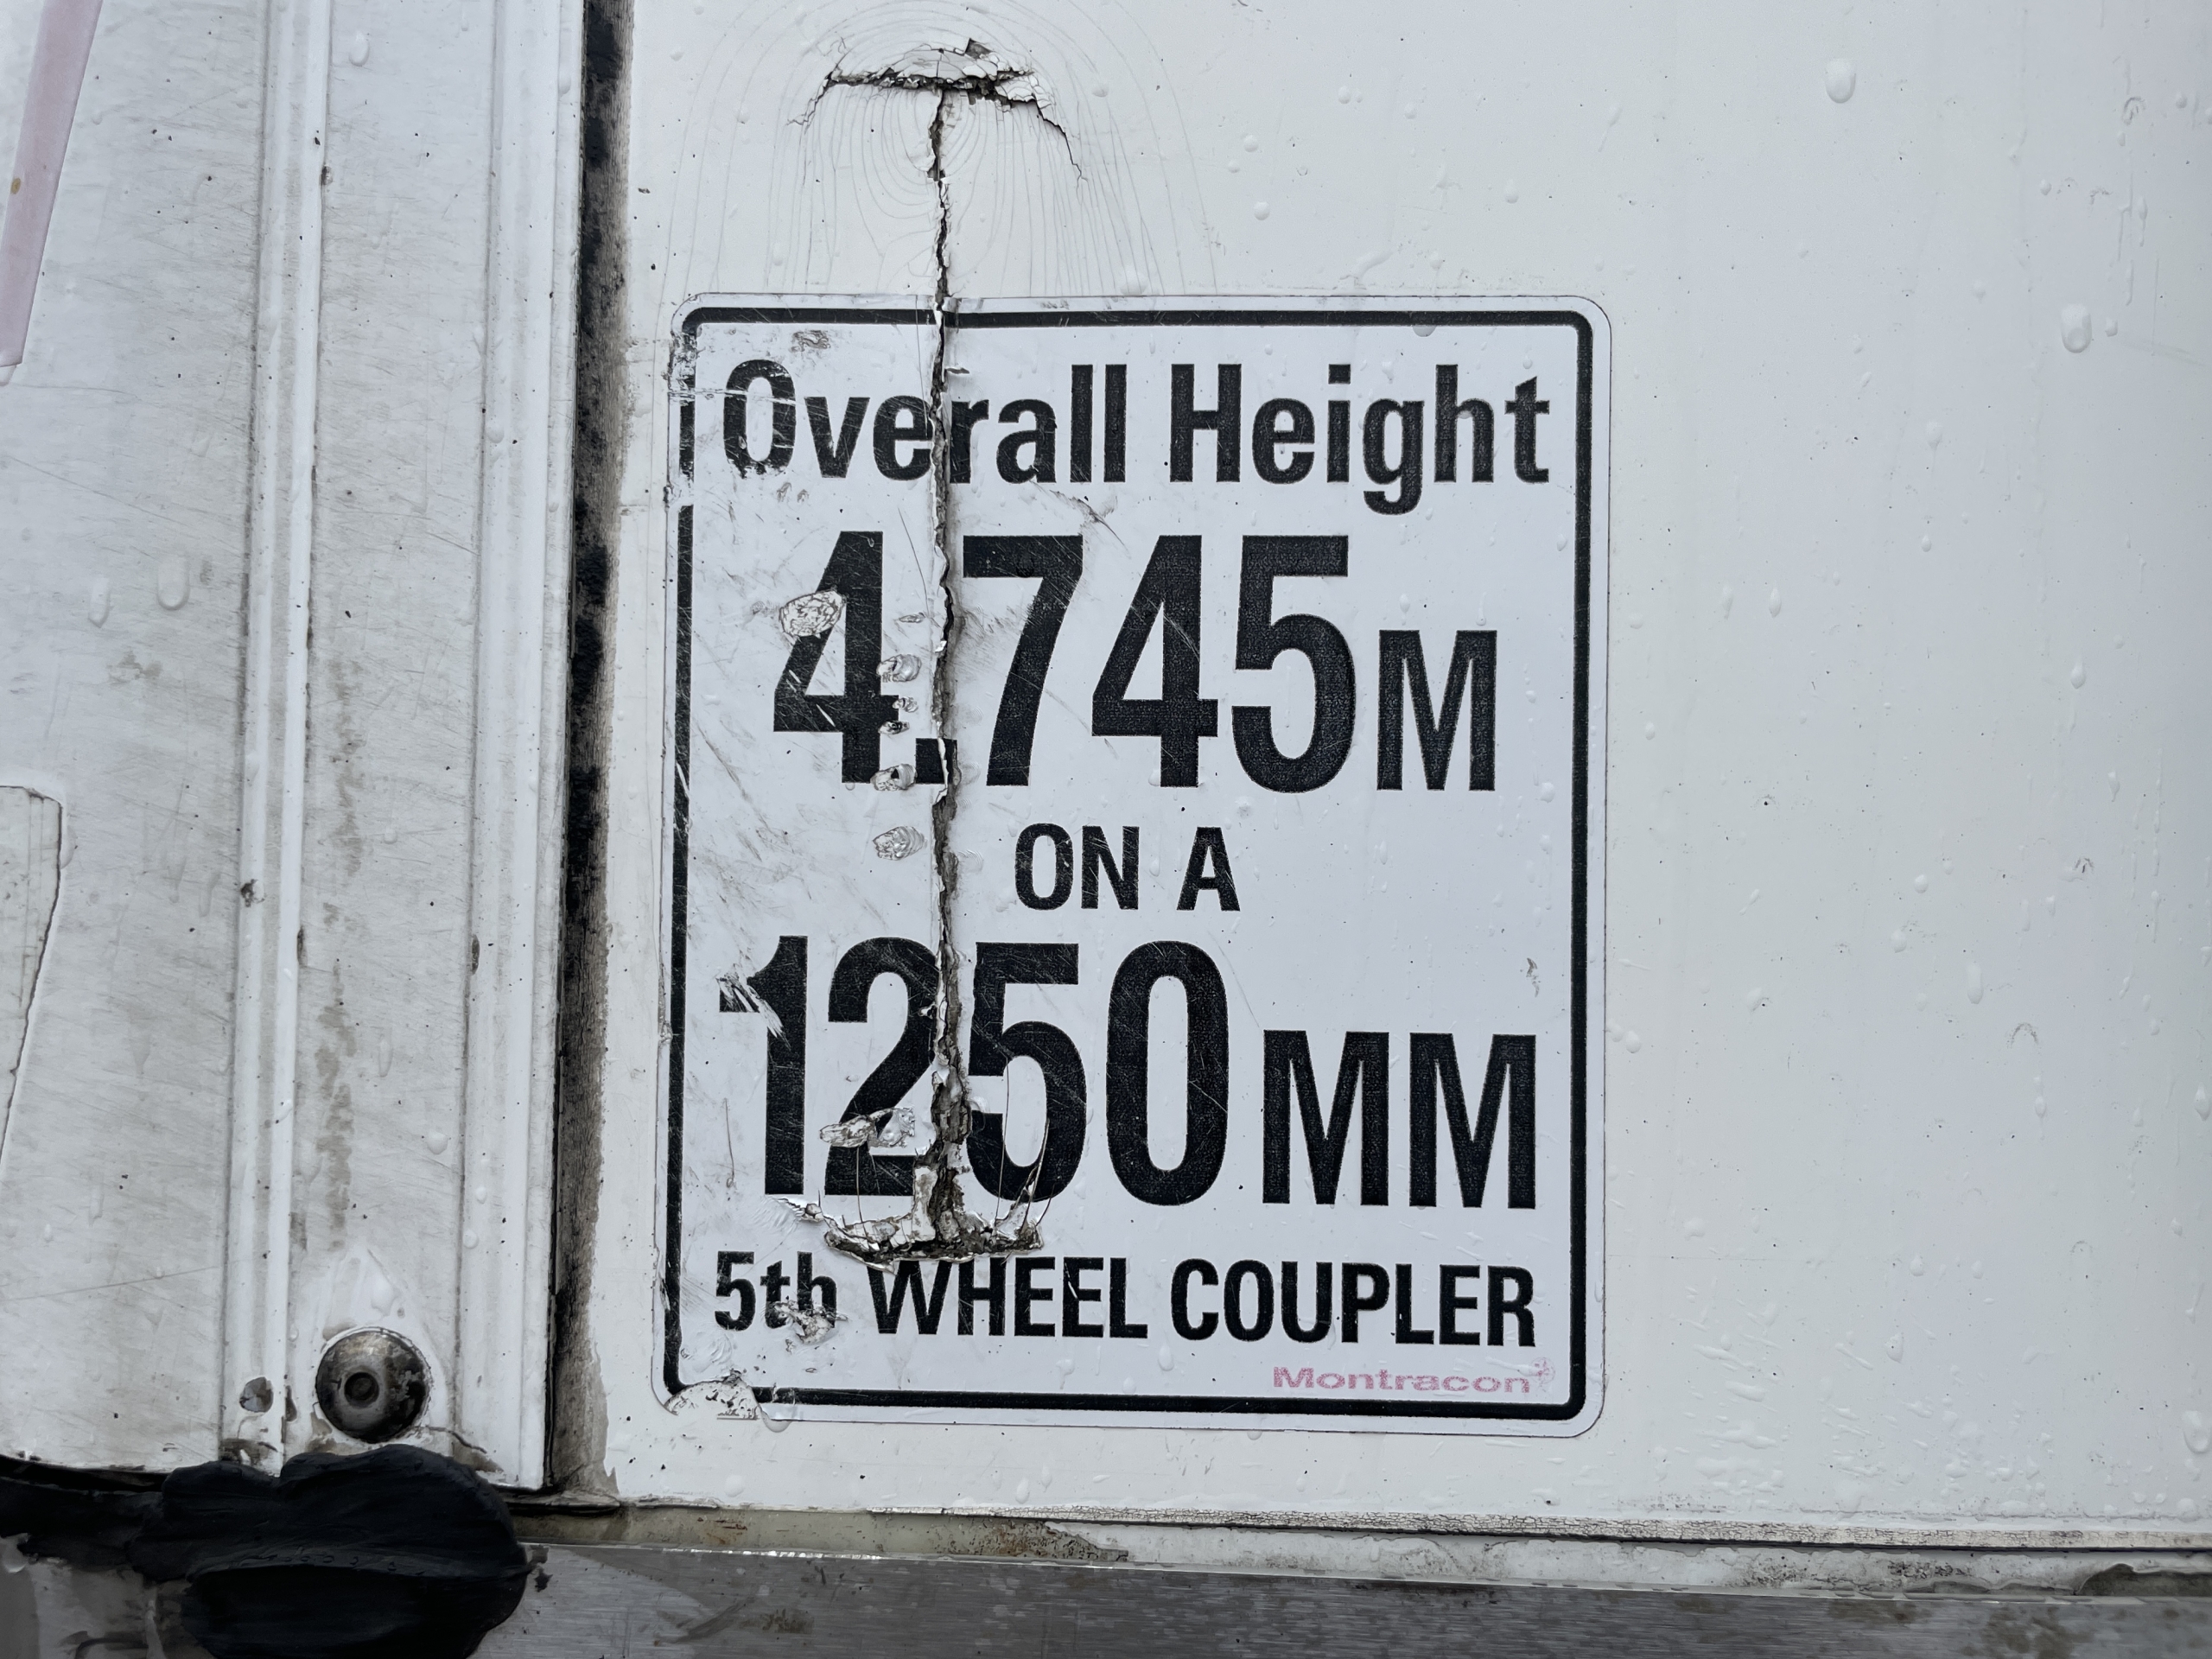 Overall Height
4.745M
ON A
1250MM
5th WHEEL COUPLER
Montracon